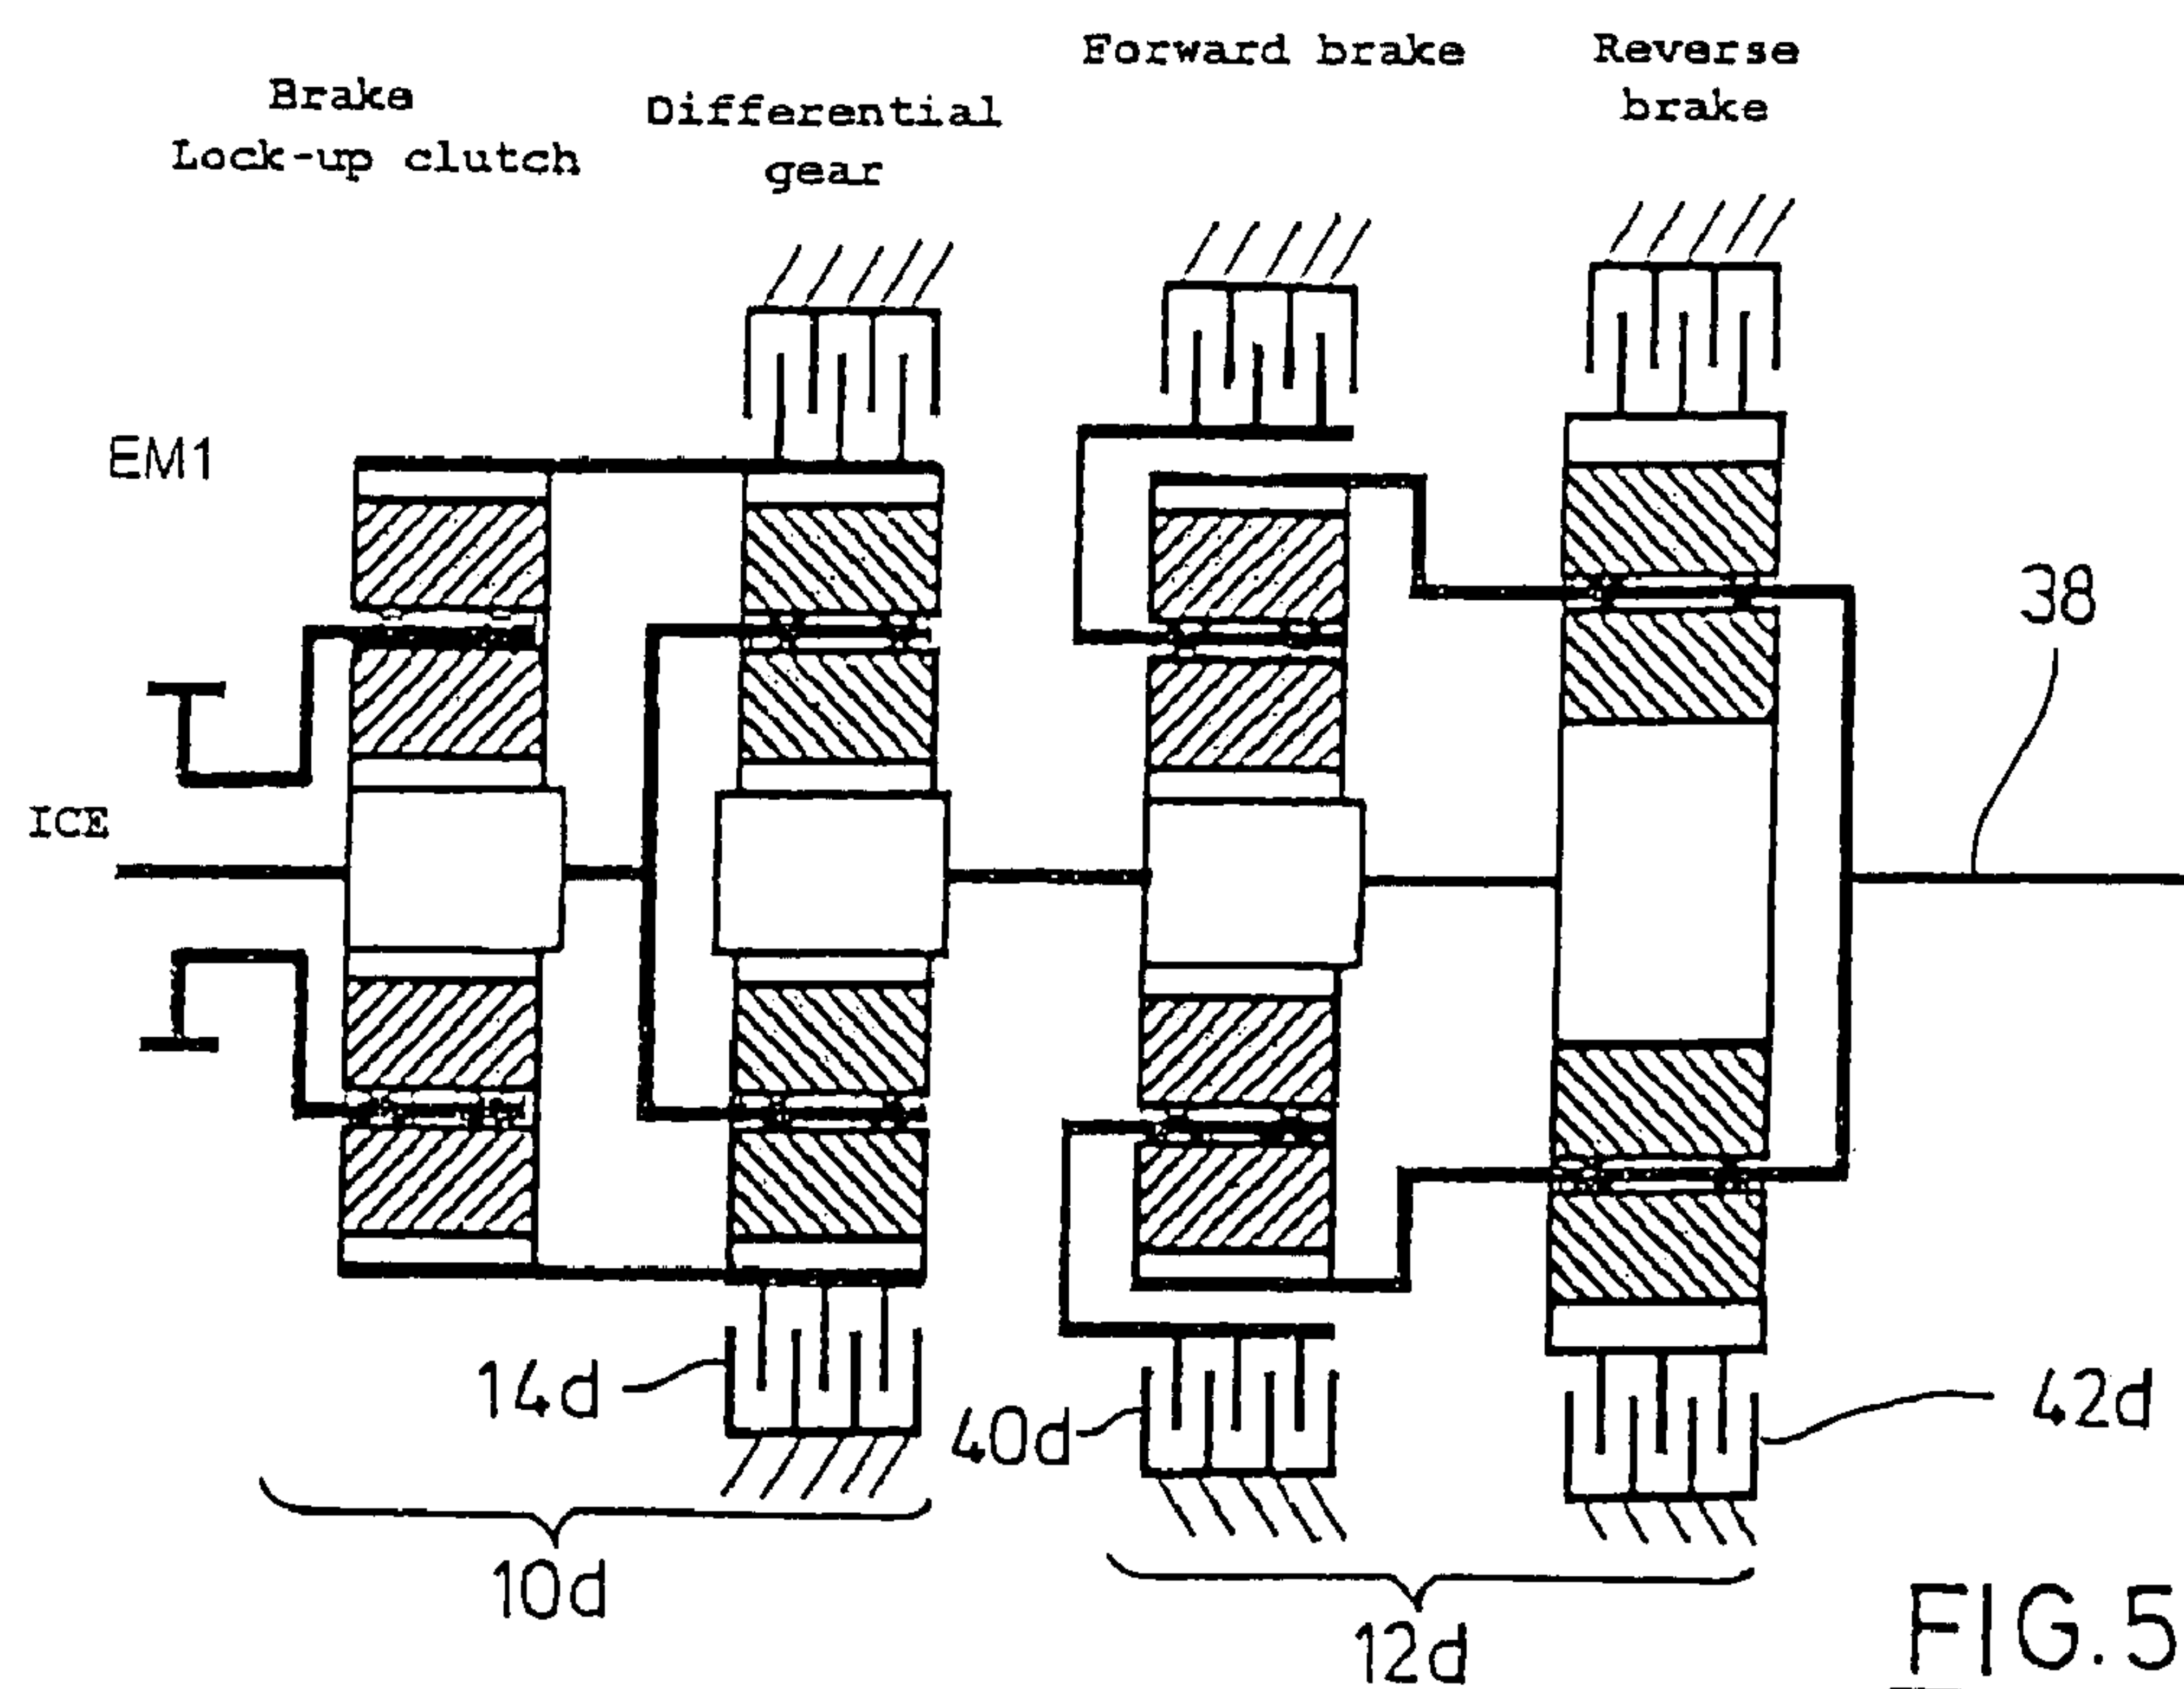 Brake
Lock-up clutch
Differential
gear
Forward brake
Reverse
brake
EM1
ICE
38
14d
40d
42d
10d
12d
FIG.5